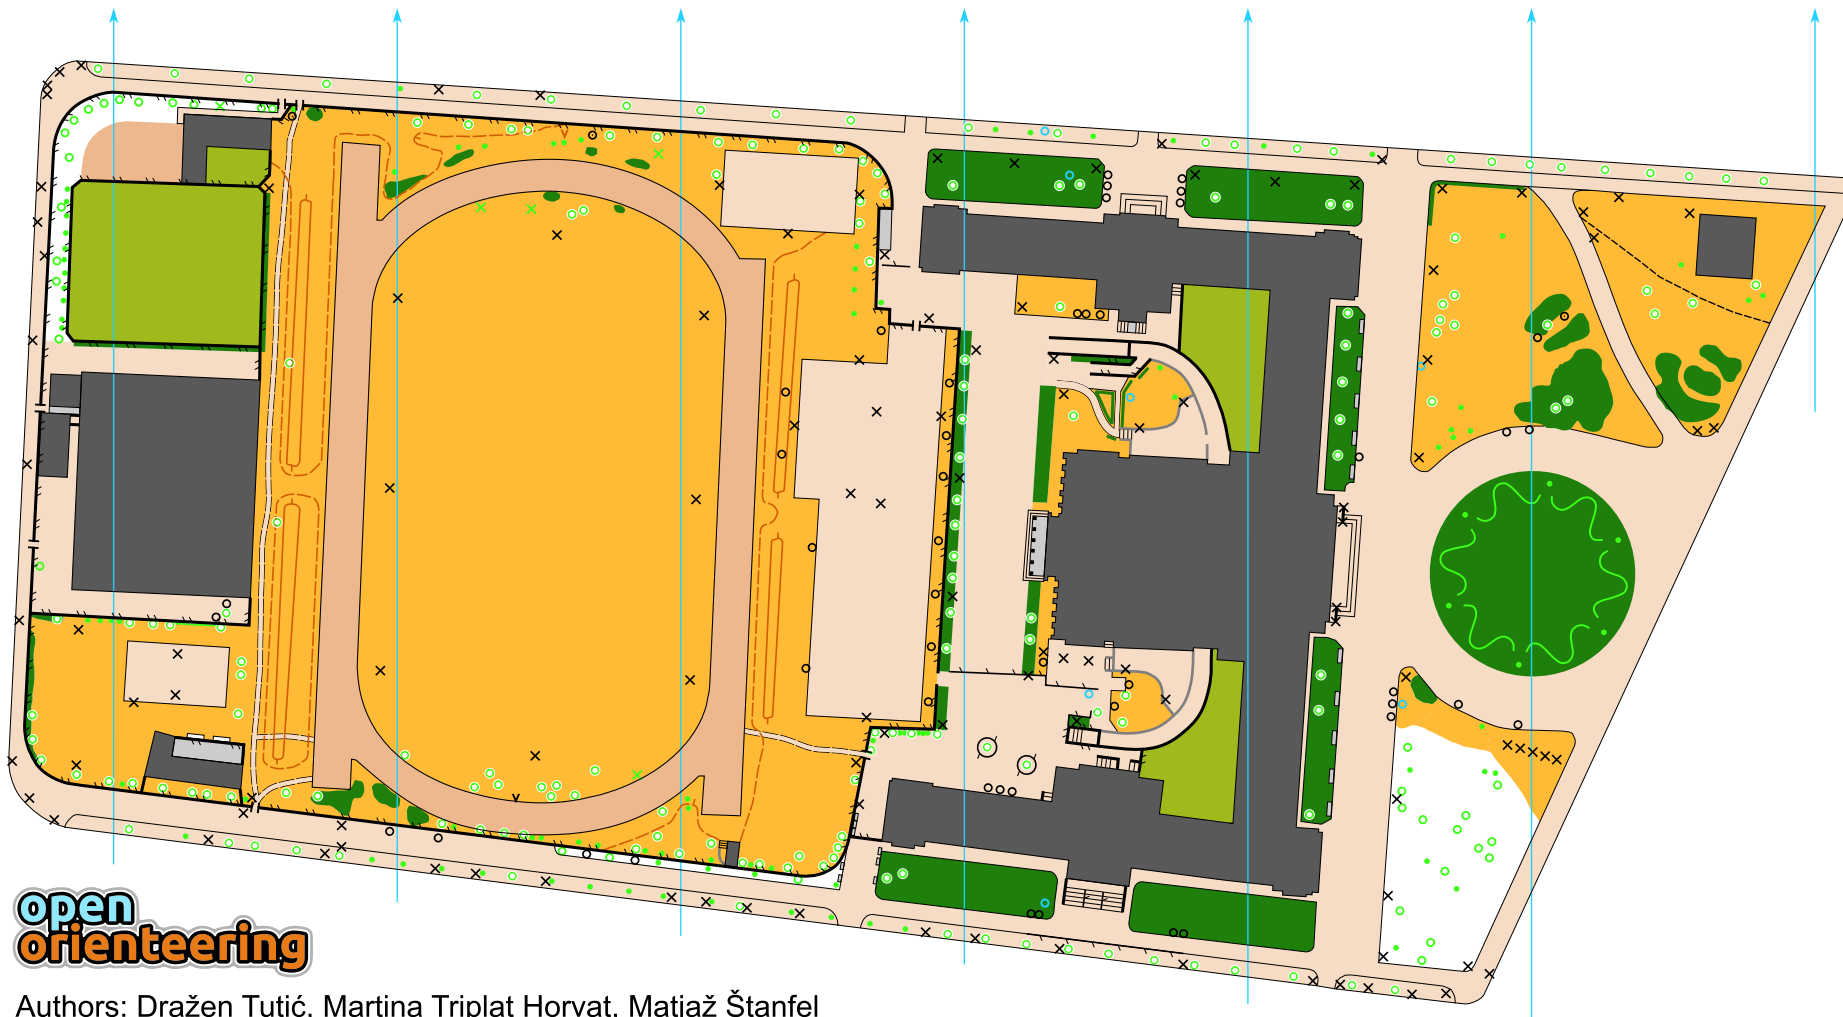 open
orienteering
Authors: Dražen Tutić, Martina Triplat Horvat, Matjaž Štanfel